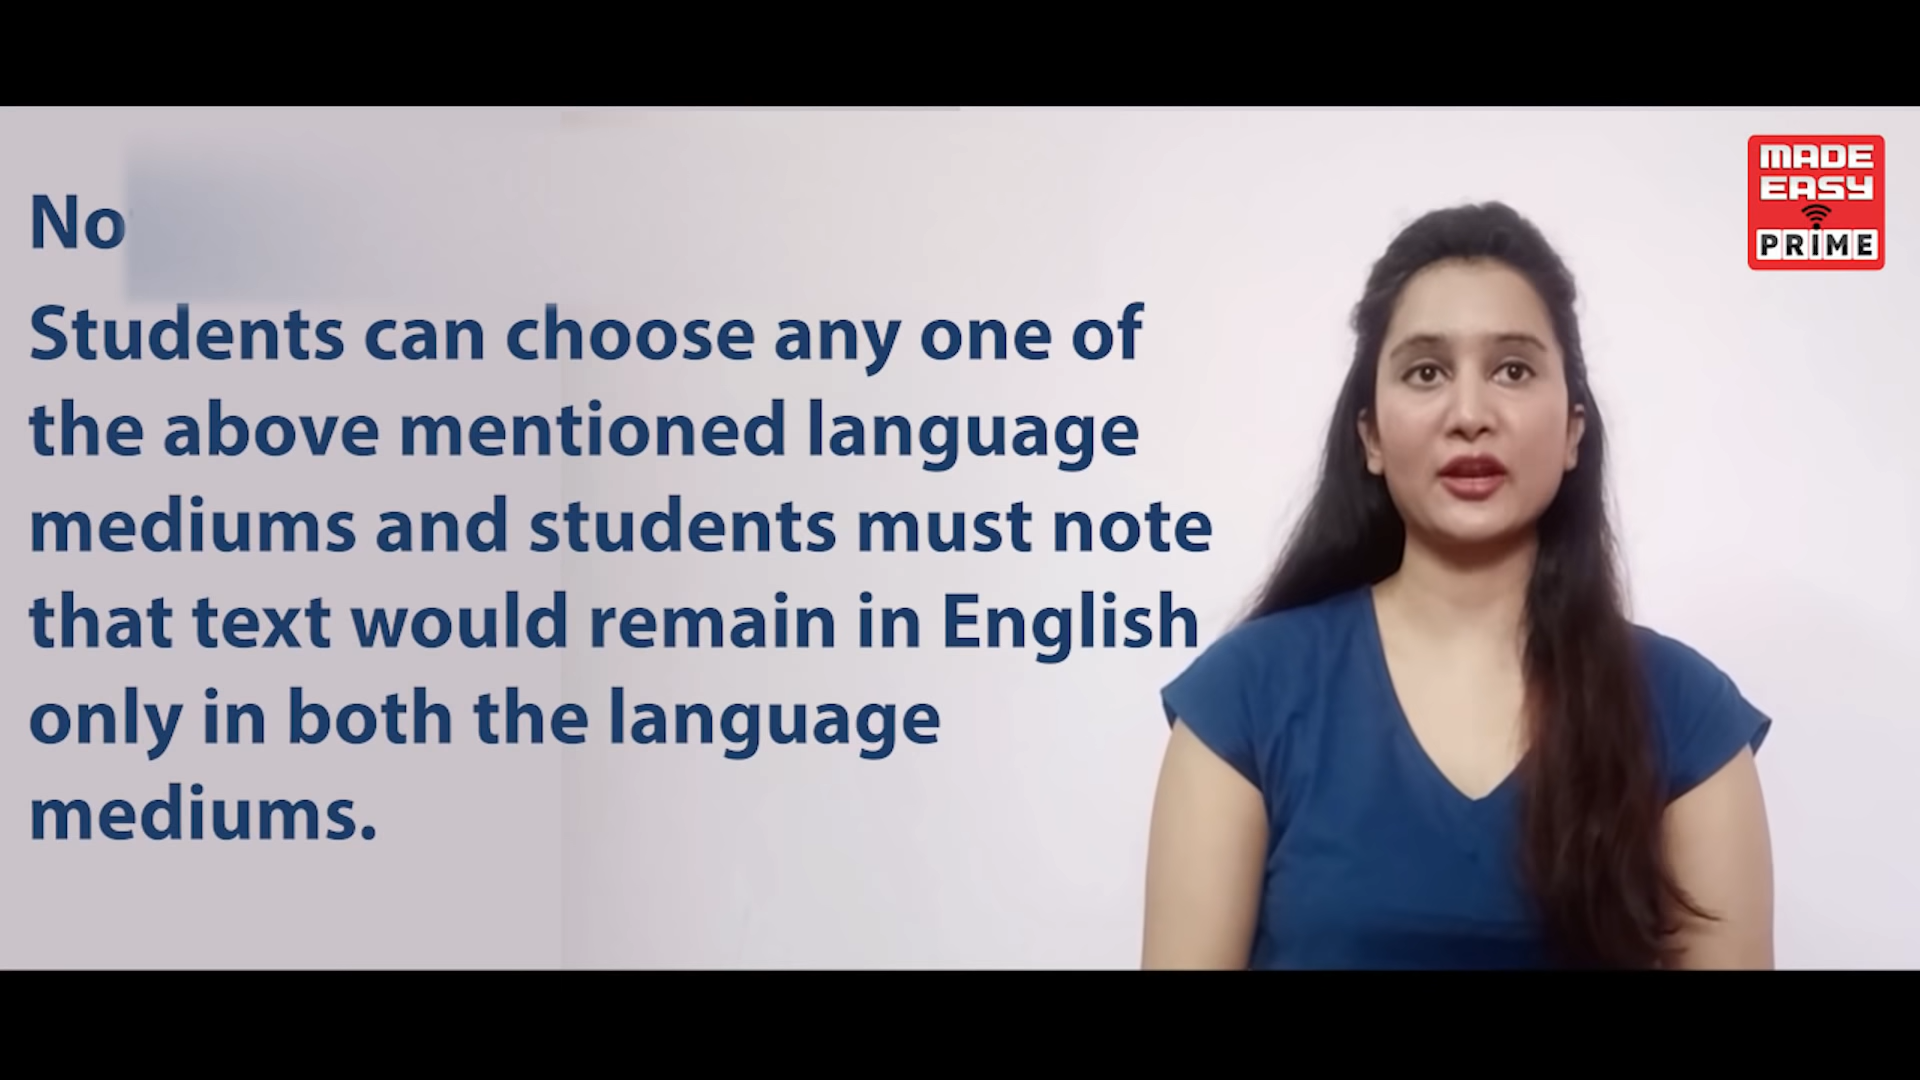 MADE
EASY
PRIME
Students can choose any one of
the above mentioned language
mediums and students must note
that text would remain in English
only in both the language
mediums.